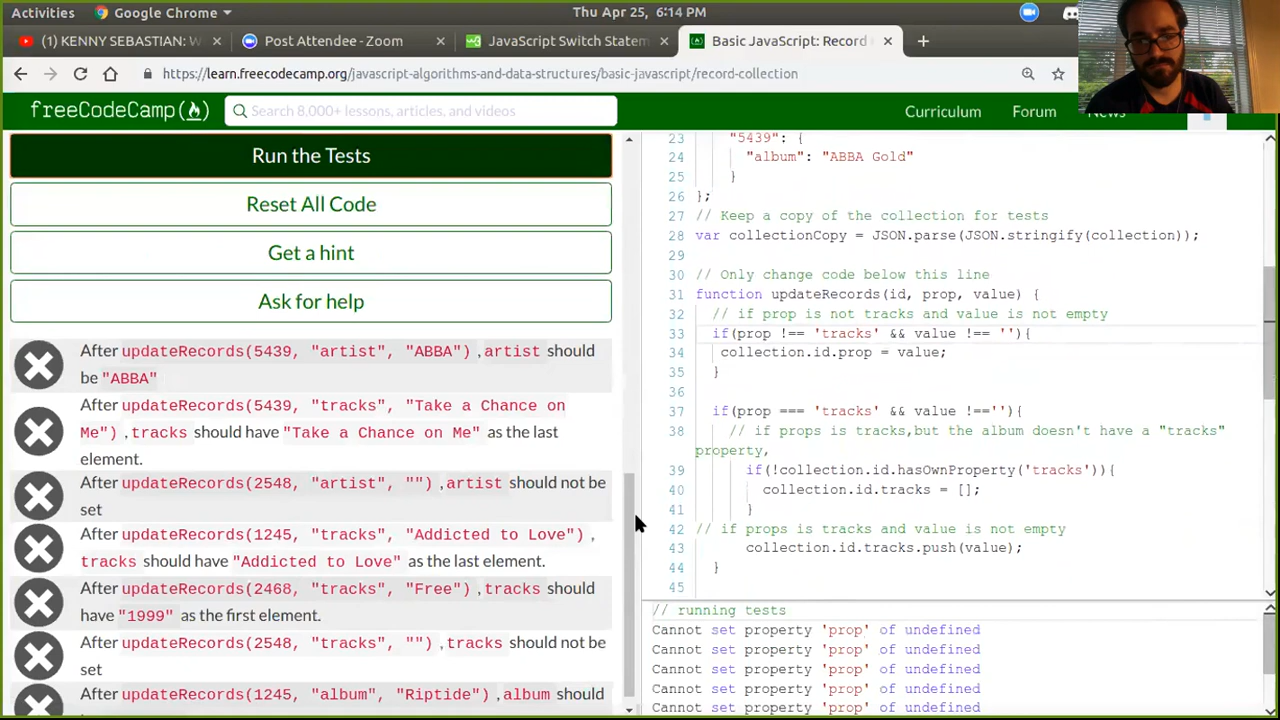 Activities Google Chrome Thu Apr 25, 6:14 PM
(1) KENNY SEBASTIAN: W × Post Attendee - Zoo × JavaScript Switch Statem × Basic JavaScript: Record ×
https://learn.freecodecamp.org/javascript-algorithms-and-data-structures/basic-javascript/record-collection
freeCodeCamp Search 8,000+ lessons, articles, and videos Curriculum Forum News
Run the Tests
Reset All Code
Get a hint
Ask for help
After updateRecords(5439, "artist", "ABBA") , artist should
be "ABBA"
After updateRecords(5439, "tracks", "Take a Chance on
Me") , tracks should have "Take a Chance on Me" as the last
element.
After updateRecords(2548, "artist", "") , artist should not be
set
After updateRecords(1245, "tracks", "Addicted to Love") ,
tracks should have "Addicted to Love" as the last element.
After updateRecords(2468, "tracks", "Free") , tracks should
have "1999" as the first element.
After updateRecords(2548, "tracks", "") , tracks should not be
set
After updateRecords(1245, "album", "Riptide") , album should
23 "5439": {
24 "album": "ABBA Gold"
25 }
26 };
27 // Keep a copy of the collection for tests
28 var collectionCopy = JSON.parse(JSON.stringify(collection));
29
30 // Only change code below this line
31 function updateRecords(id, prop, value) {
32 // if prop is not tracks and value is not empty
33 if(prop !== 'tracks' && value !== ''){
34 collection.id.prop = value;
35 }
36
37 if(prop === 'tracks' && value !==''){
38 // if props is tracks,but the album doesn't have a "tracks"
property,
39 if(!collection.id.hasOwnProperty('tracks')){
40 collection.id.tracks = [];
41 }
42 // if props is tracks and value is not empty
43 collection.id.tracks.push(value);
44 }
45
// running tests
Cannot set property 'prop' of undefined
Cannot set property 'prop' of undefined
Cannot set property 'prop' of undefined
Cannot set property 'prop' of undefined
Cannot set property 'prop' of undefined